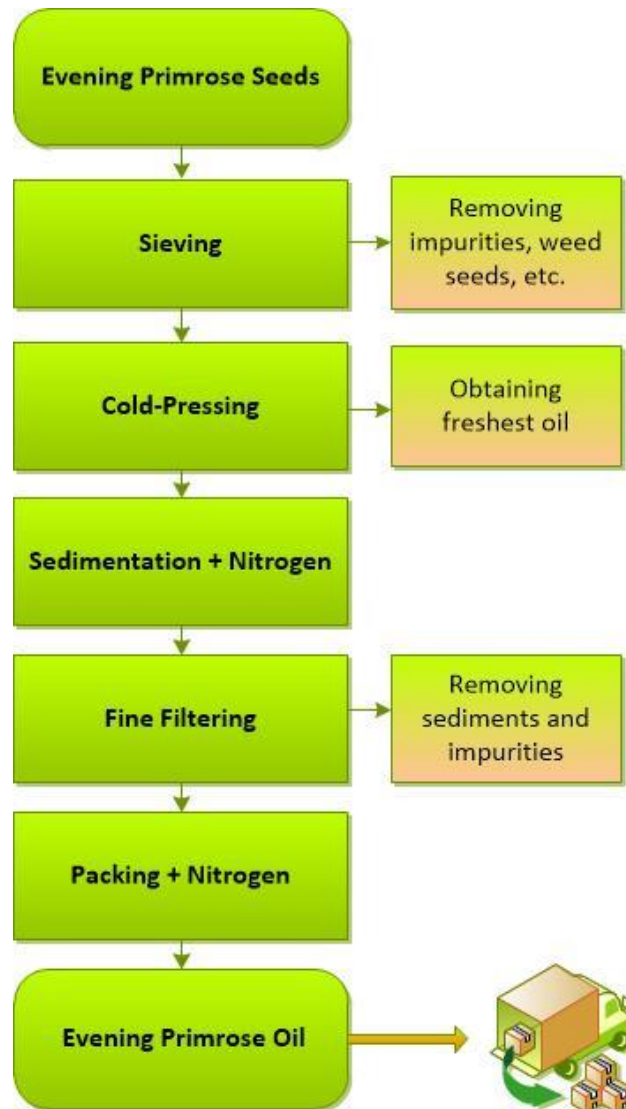 Evening Primrose Seeds
Sieving
Removing
impurities, weed
seeds, etc.
Cold-Pressing
Obtaining
freshest oil
Sedimentation + Nitrogen
Fine Filtering
Removing
sediments and
impurities
Packing + Nitrogen
Evening Primrose Oil